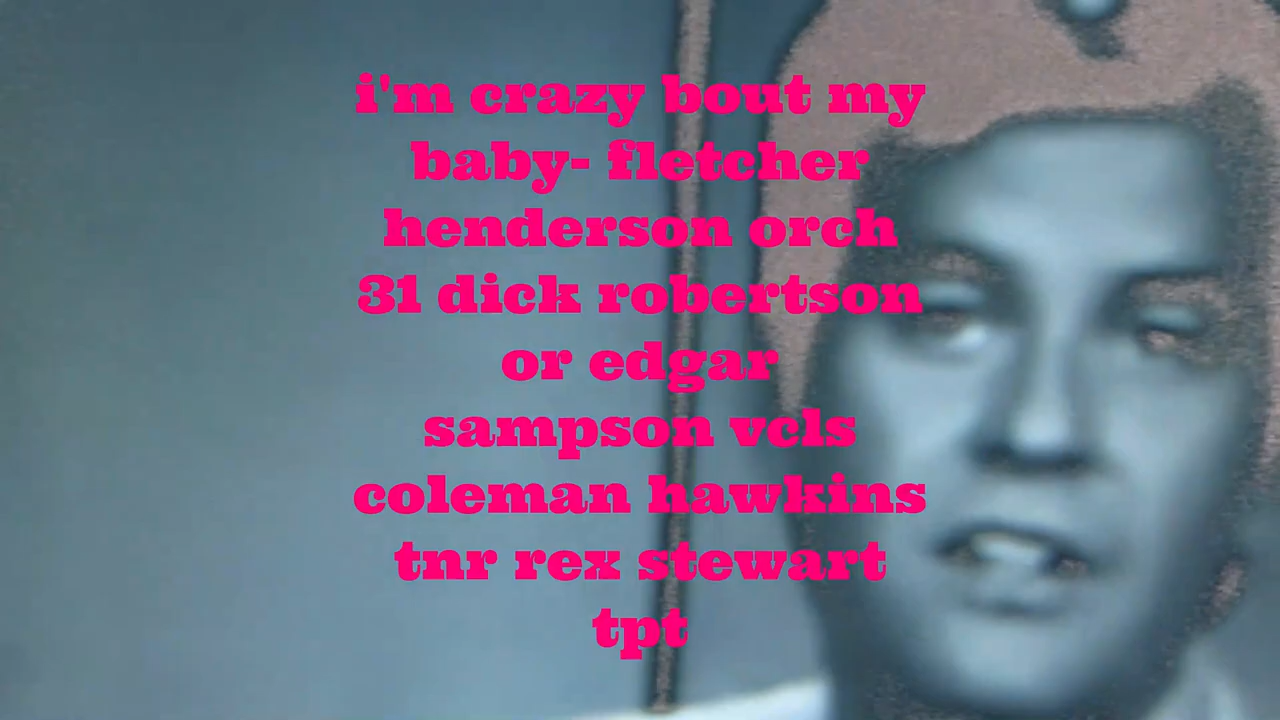 i'm crazy bout my
baby- fletcher
henderson orch
31 dick robertson
or edgar
sampson vcls
coleman hawkins
tnr rex stewart
tpt